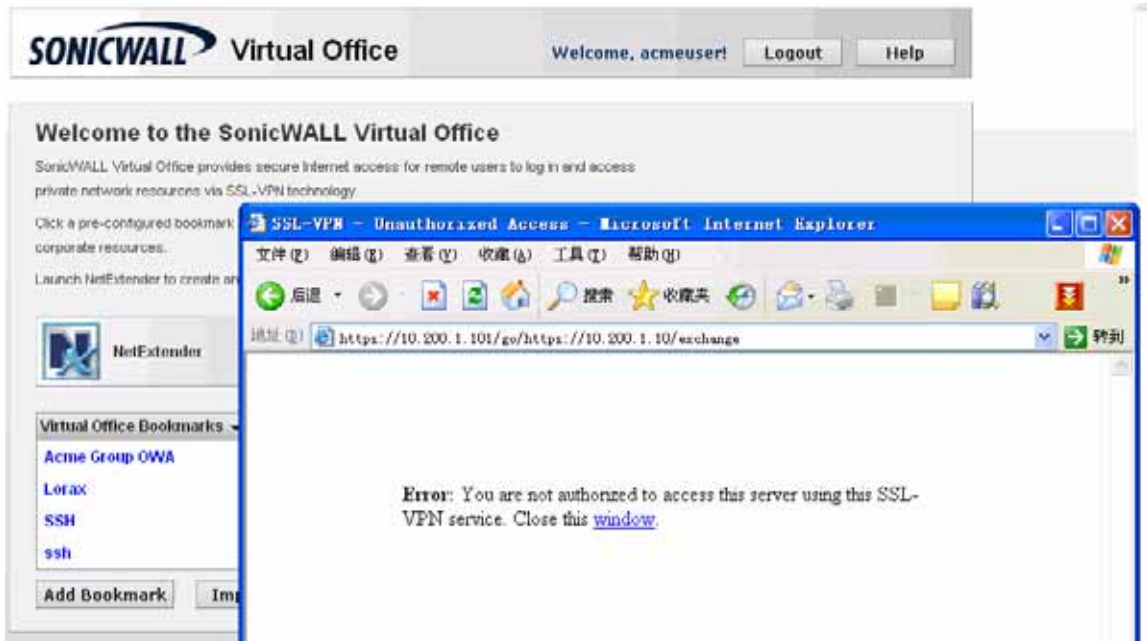 SONICWALL Virtual Office
Welcome, acmeuser! Logout Help
Welcome to the SonicWALL Virtual Office
SonicWALL Virtual Office provides secure Internet access for remote users to log in and access
private network resources via SSL-VPN technology
Click a pre-configured bookmark
corporate resources.
Launch NetExtender to create an
NetExtender
Virtual Office Bookmarks
Acme Group OWA
Lorax
SSH
ssh
Add Bookmark
SSL-VPN - Unauthorized Access - Microsoft Internet Explorer
文件(F) 编辑(E) 查看(V) 收藏(A) 工具(T) 帮助(H)
后退 搜索 收藏夹
地址(D) https://10.200.1.101/go/https://10.200.1.10/exchange 转到
Error: You are not authorized to access this server using this SSL-
VPN service. Close this window.